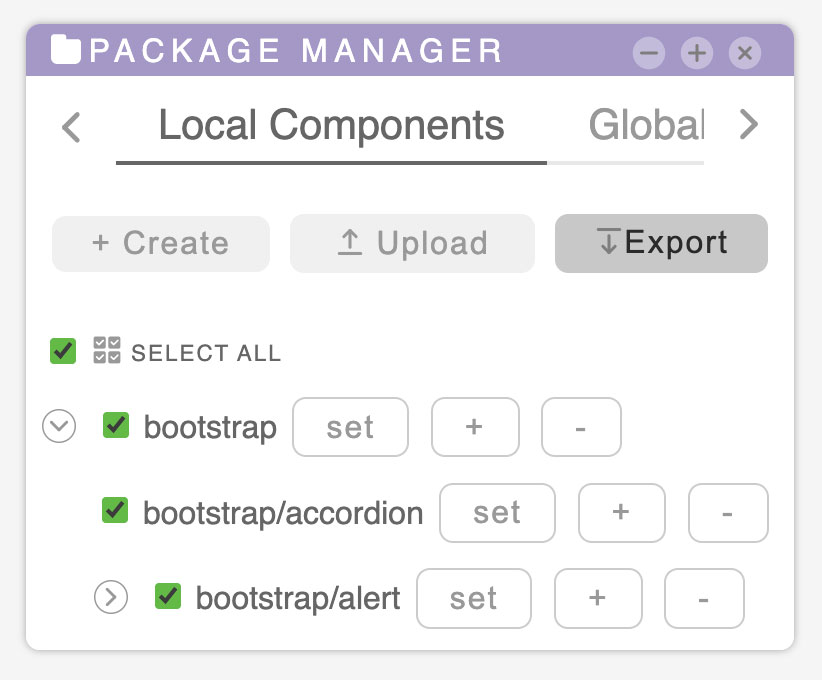 PACKAGE MANAGER
Local Components Global
+ Create Upload Export
SELECT ALL
bootstrap set + -
bootstrap/accordion set + -
bootstrap/alert set + -